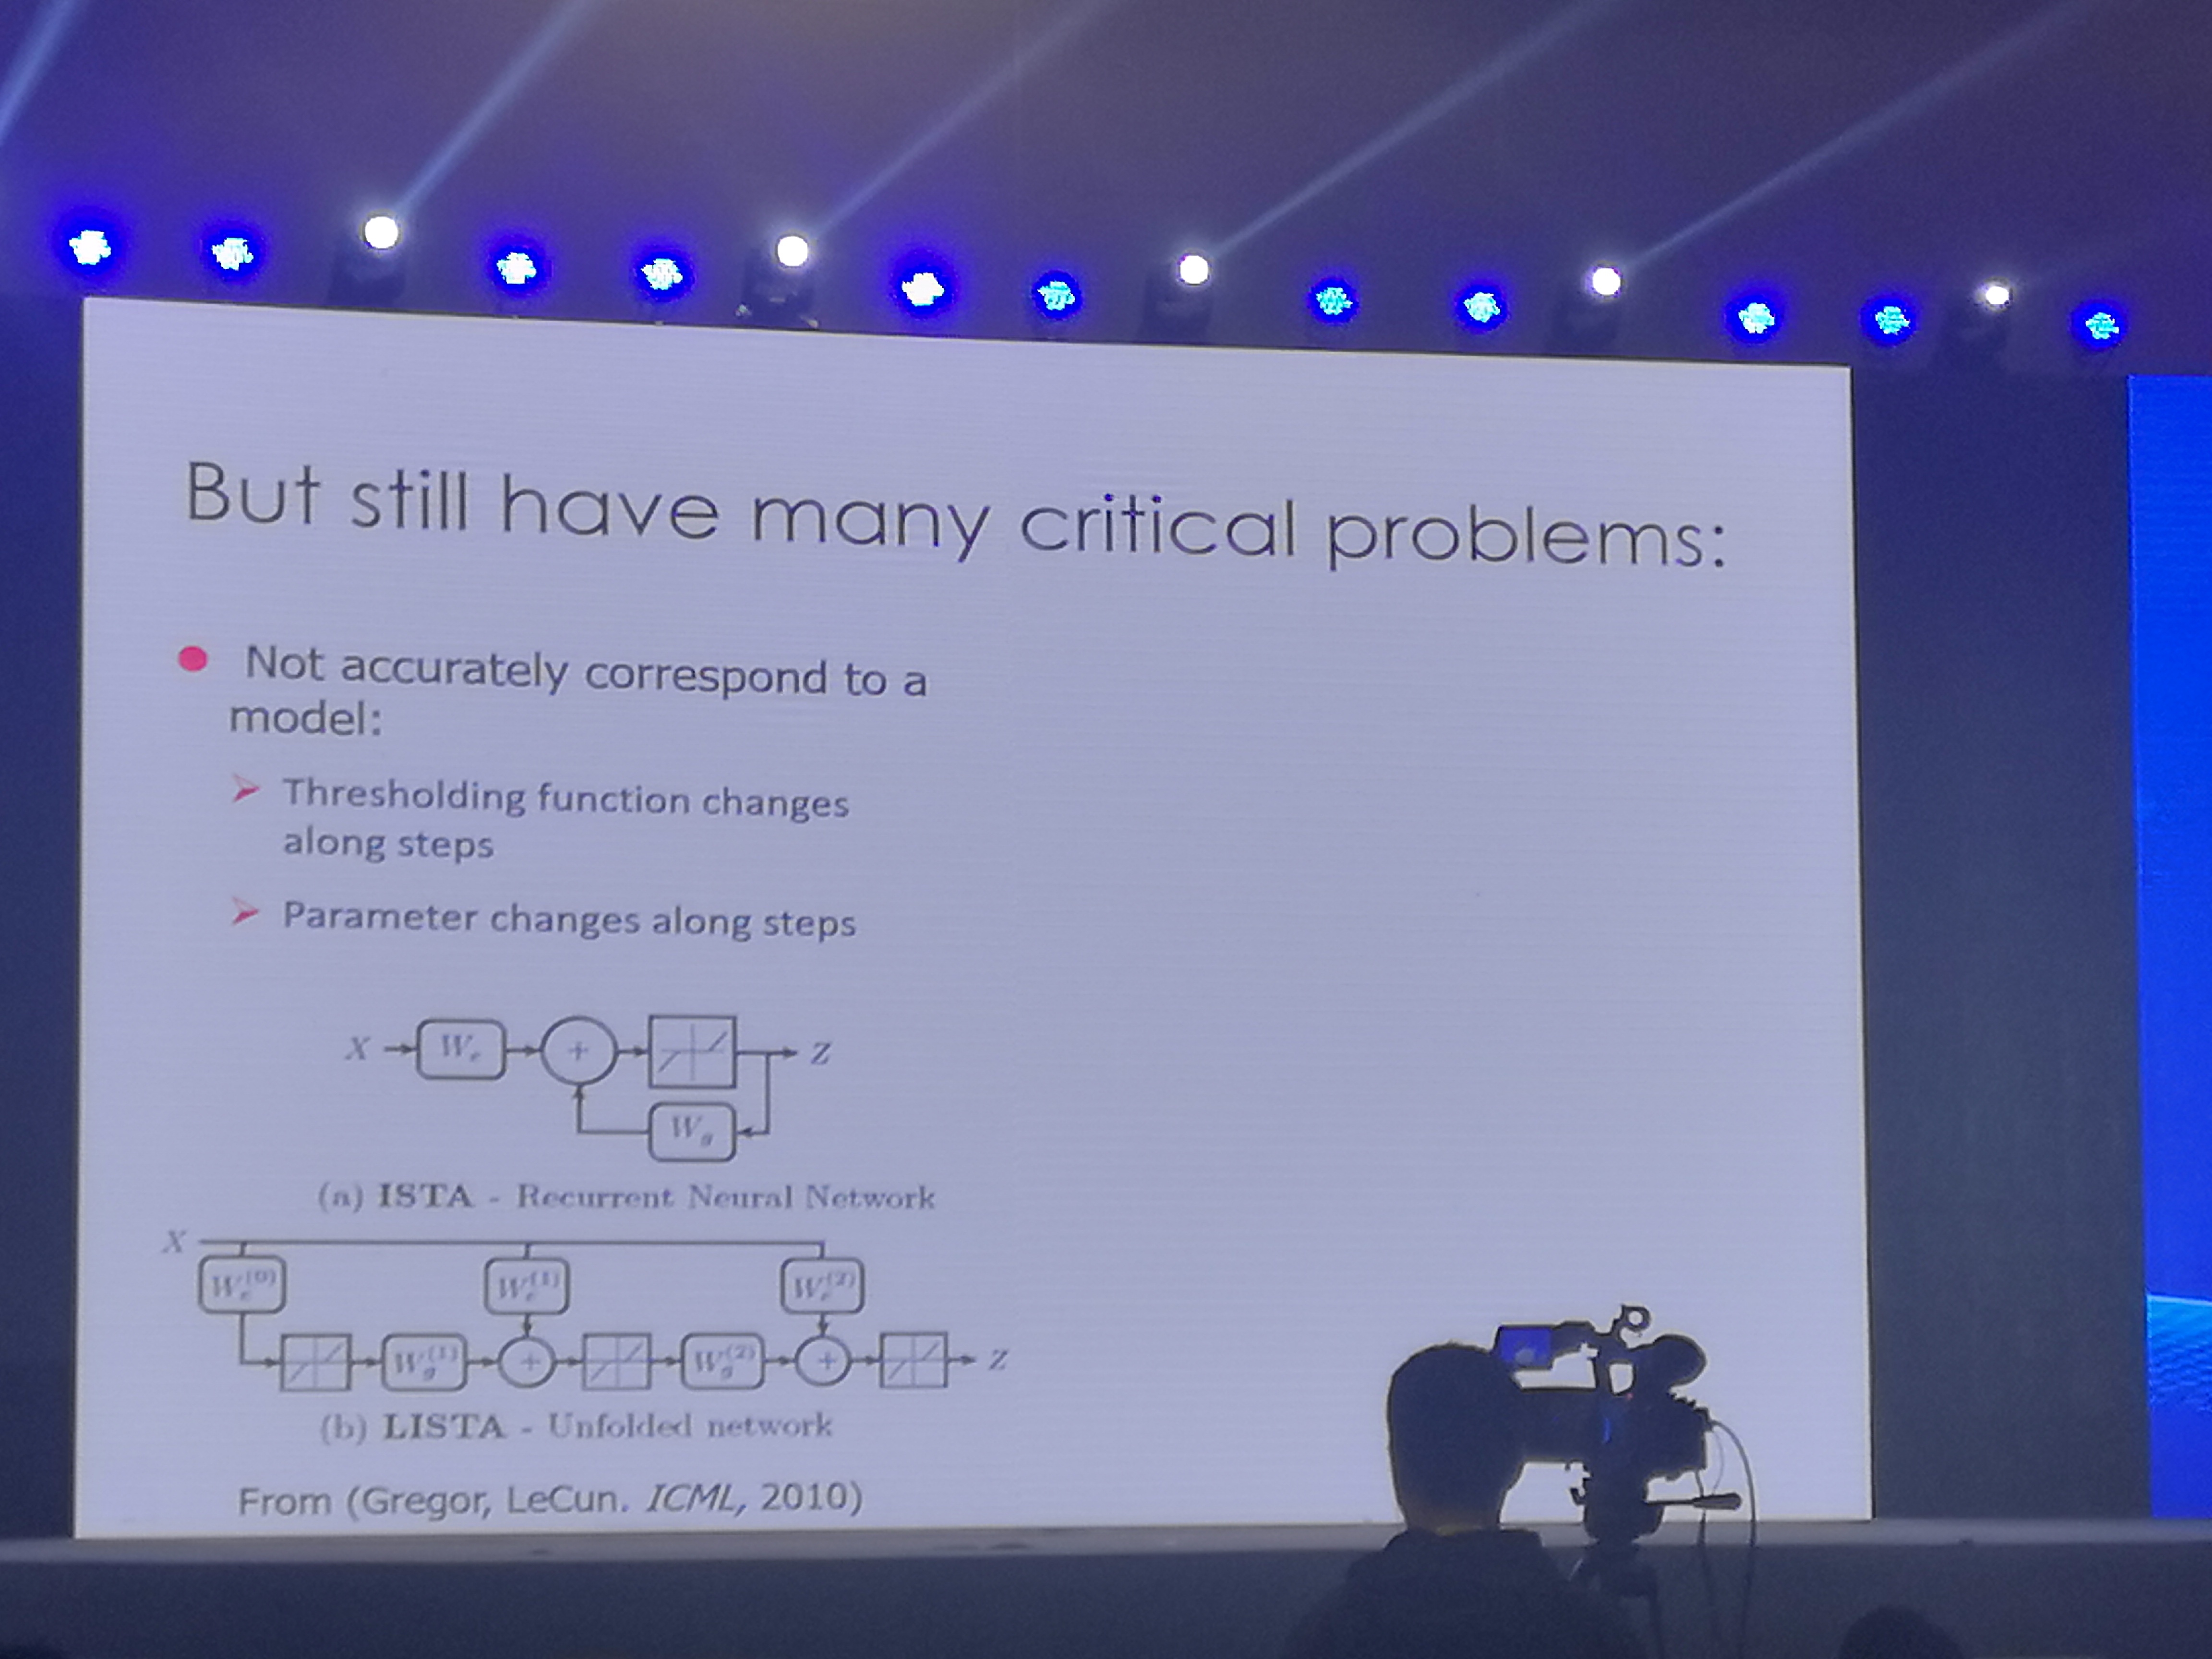 But still have many critical problems:
Not accurately correspond to a
model:
Thresholding function changes
along steps
Parameter changes along steps
X W_e + Z
W_g
(a) ISTA - Recurrent Neural Network
X
W_e^(0) W_e^(1) W_e^(2)
W_g^(1) + W_g^(2) + Z
(b) LISTA - Unfolded network
From (Gregor, LeCun. ICML, 2010)